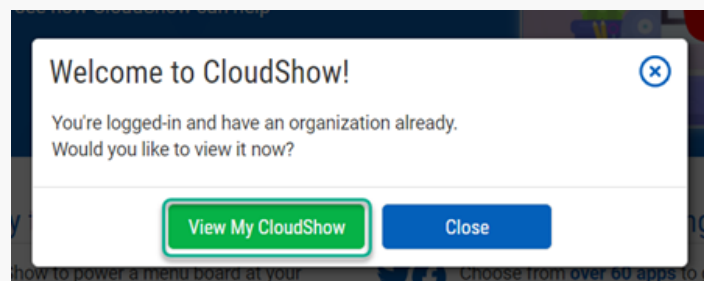 See how CloudShow can help
Welcome to CloudShow!
You're logged-in and have an organization already.
Would you like to view it now?
View My CloudShow
Close
how to power a menu board at your
Choose from over 60 apps to